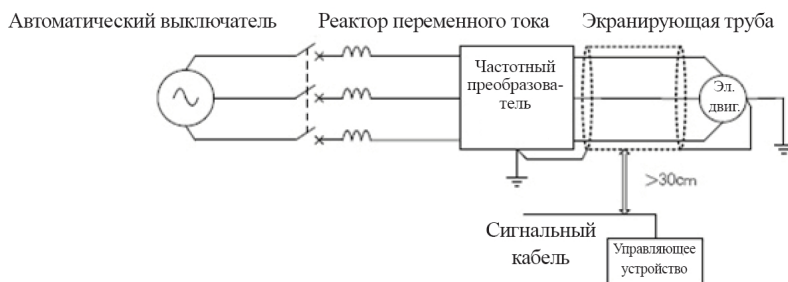 Автоматический выключатель
Реактор переменного тока
Экранирующая труба
Частотный
преобразова-
тель
Эл.
двиг.
>30cm
Сигнальный
кабель
Управляющее
устройство